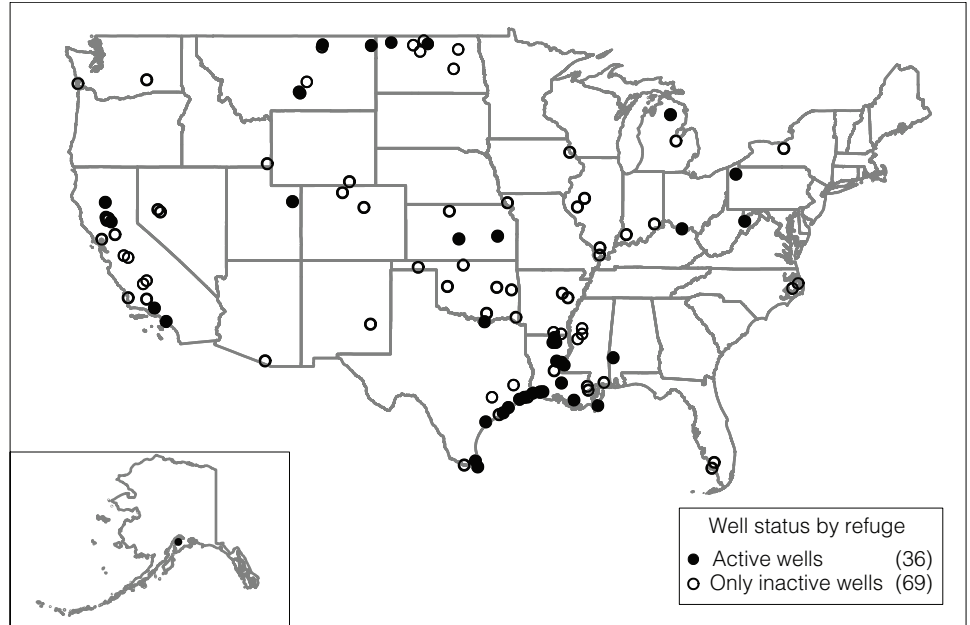 Well status by refuge
Active wells (36)
Only inactive wells (69)